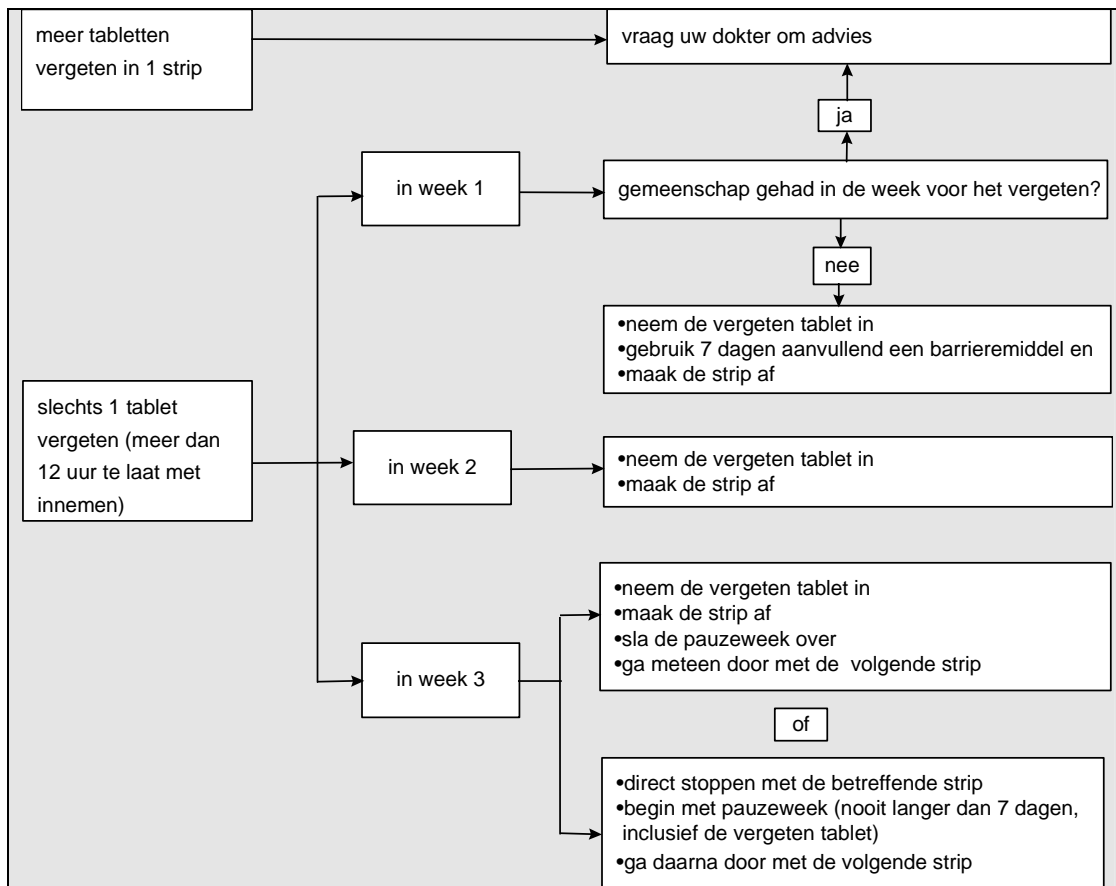 meer tabletten
vergeten in 1 strip
vraag uw dokter om advies
ja
in week 1
gemeenschap gehad in de week voor het vergeten?
nee
•neem de vergeten tablet in
•gebruik 7 dagen aanvullend een barrieremiddel en
•maak de strip af
slechts 1 tablet
vergeten (meer dan
12 uur te laat met
innemen)
in week 2
•neem de vergeten tablet in
•maak de strip af
in week 3
•neem de vergeten tablet in
•maak de strip af
•sla de pauzeweek over
•ga meteen door met de volgende strip
of
•direct stoppen met de betreffende strip
•begin met pauzeweek (nooit langer dan 7 dagen,
inclusief de vergeten tablet)
•ga daarna door met de volgende strip